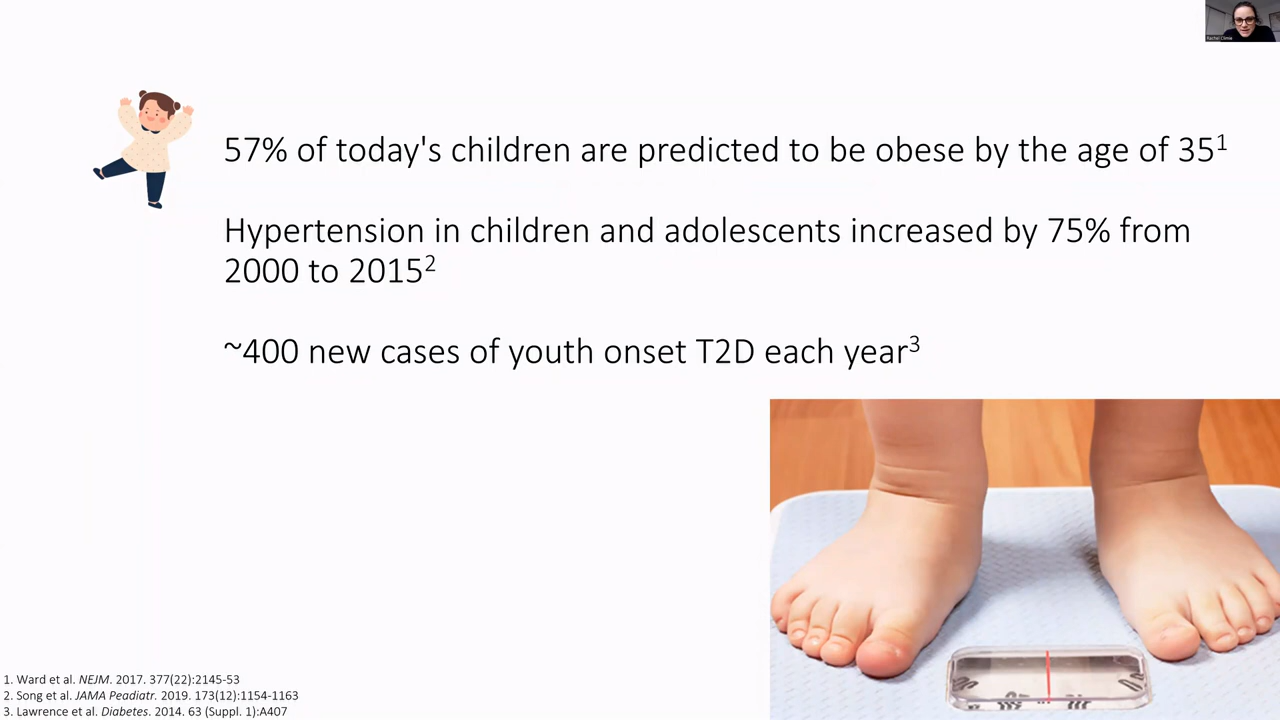 Rachel Climie
57% of today's children are predicted to be obese by the age of 35¹
Hypertension in children and adolescents increased by 75% from
2000 to 2015²
~400 new cases of youth onset T2D each year³
1. Ward et al. NEJM. 2017. 377(22):2145-53
2. Song et al. JAMA Peadiatr. 2019. 173(12):1154-1163
3. Lawrence et al. Diabetes. 2014. 63 (Suppl. 1):A407